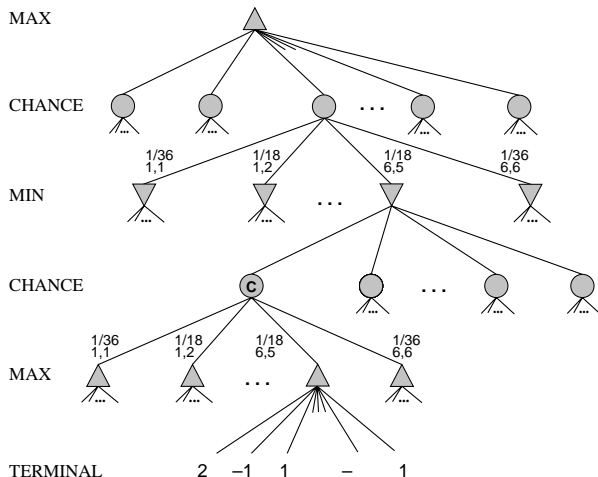 MAX
CHANCE ...
... ... ... ... ...
1/36 1/18 1/18 1/36
1,1 1,2 6,5 6,6
MIN ...
... ... ...
CHANCE C ...
... ... ...
1/36 1/18 1/18 1/36
1,1 1,2 6,5 6,6
MAX ...
... ... ...
TERMINAL 2 –1 1 – 1